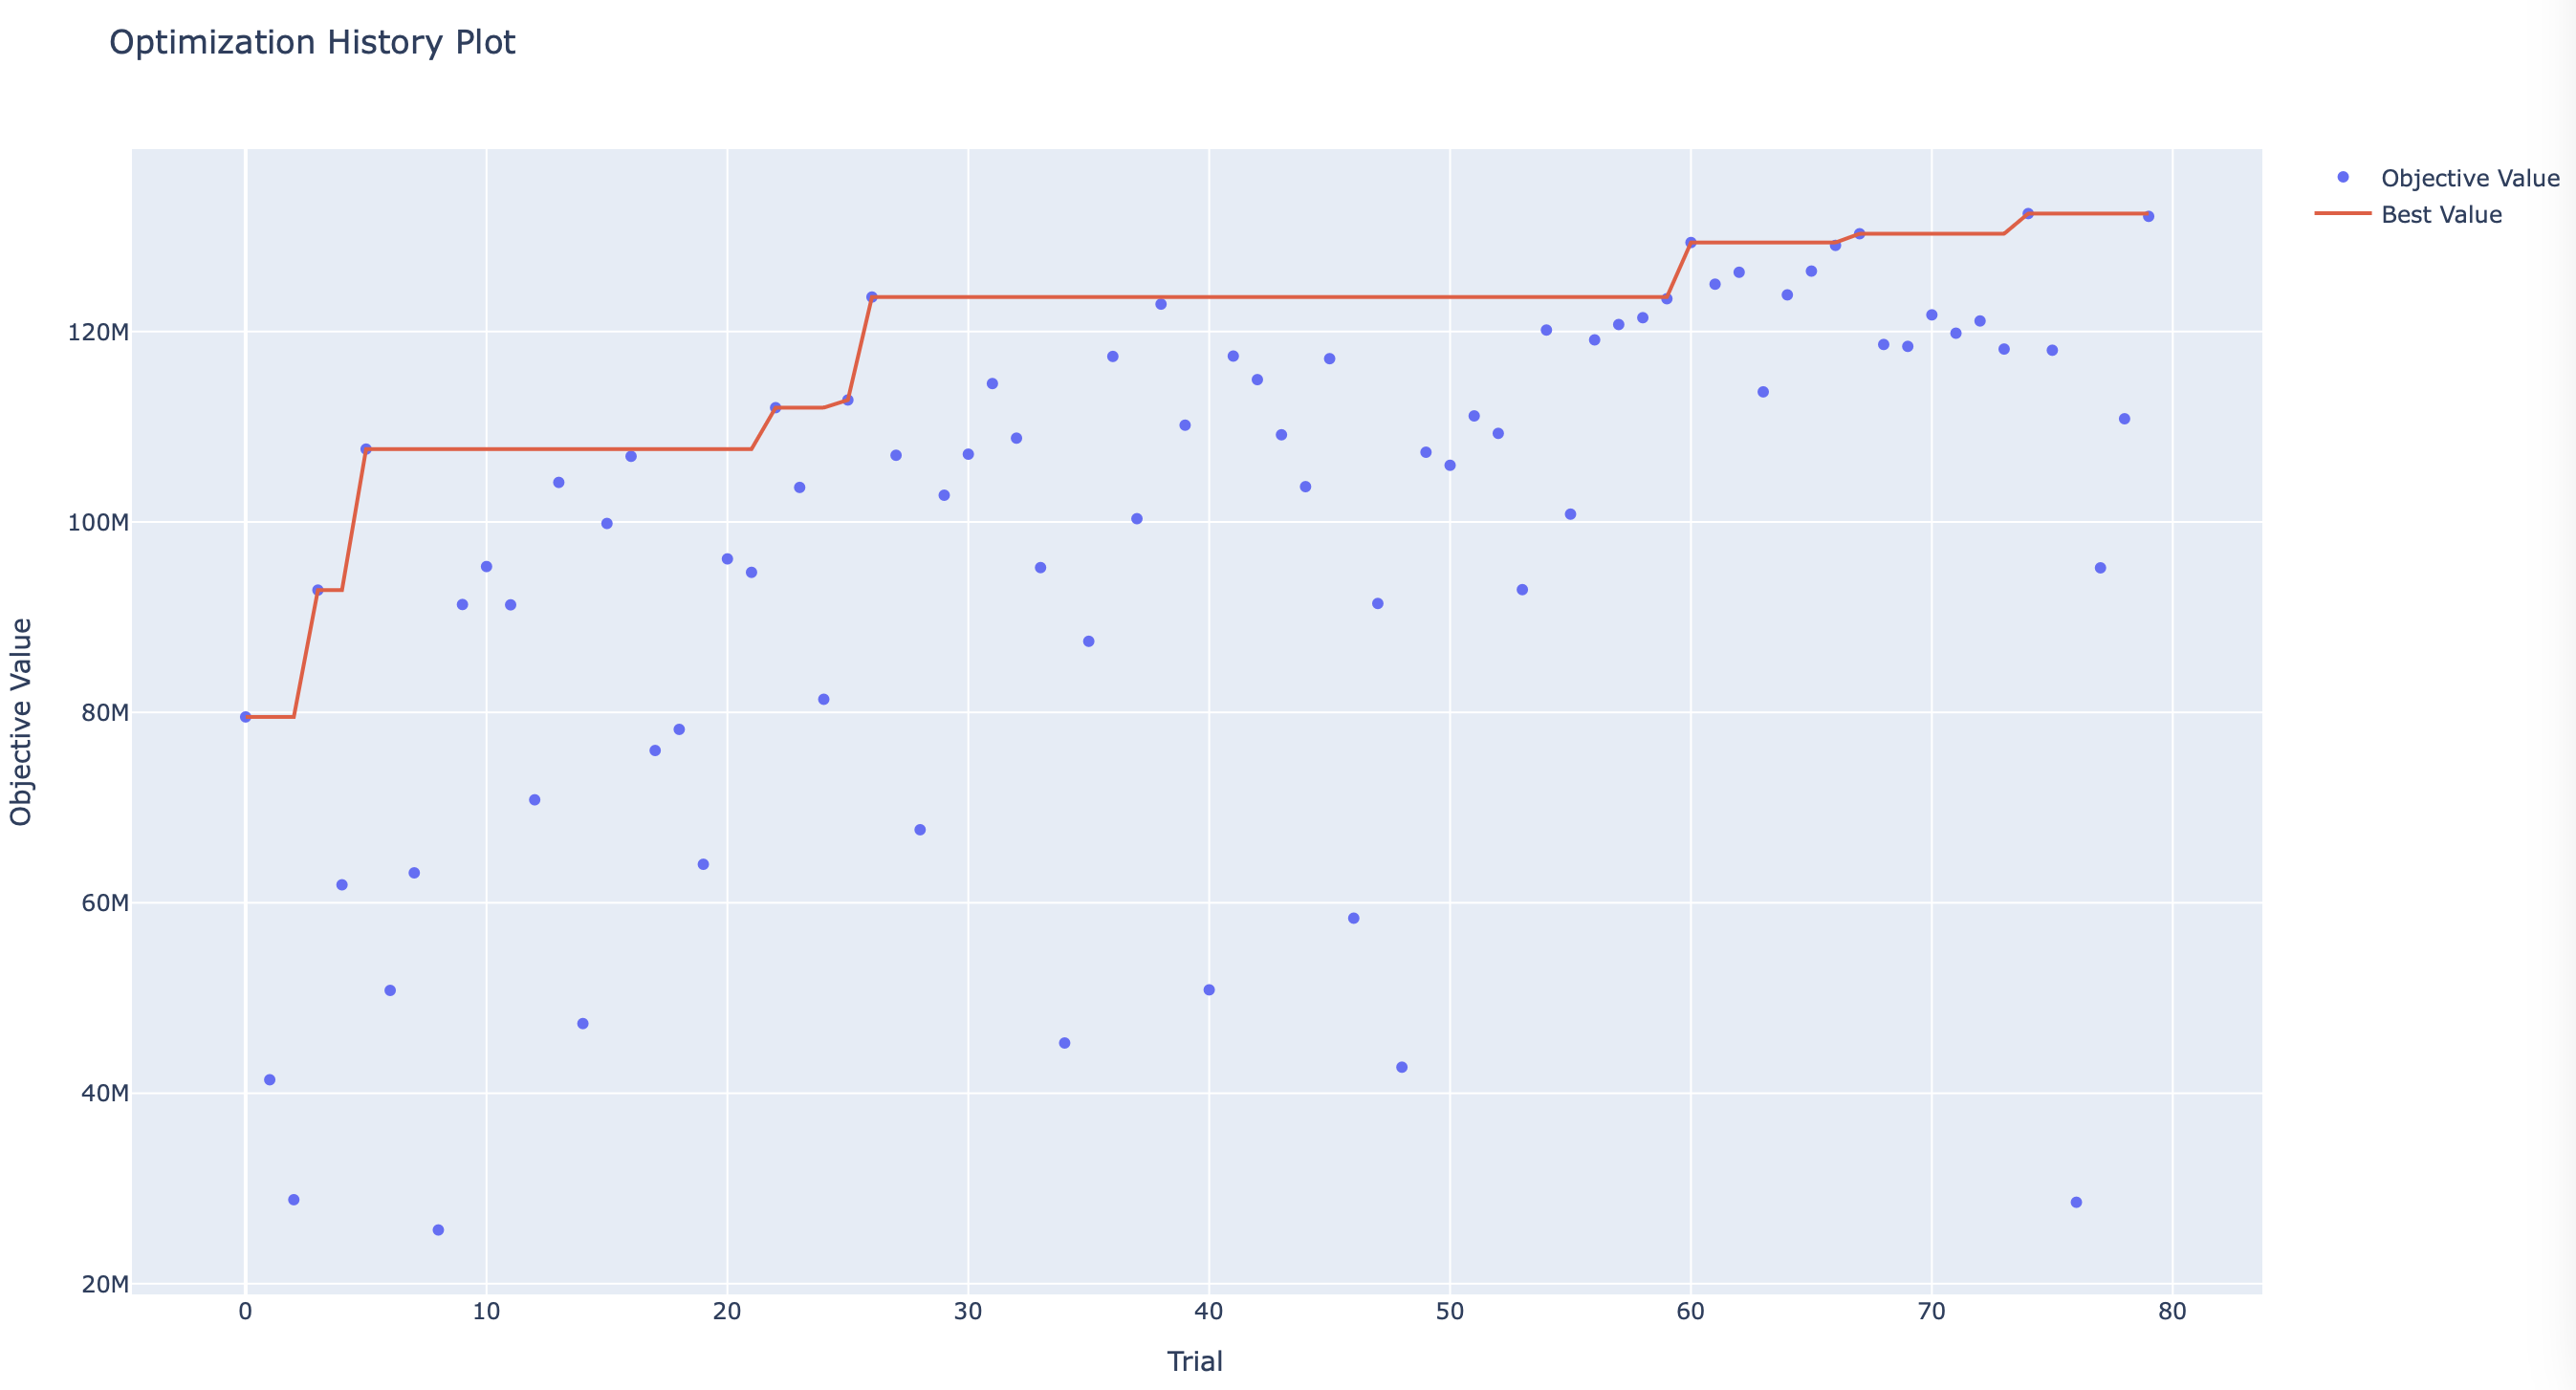 Optimization History Plot
Objective Value
Best Value
120M
100M
80M
60M
40M
20M
Objective Value
0 10 20 30 40 50 60 70 80
Trial